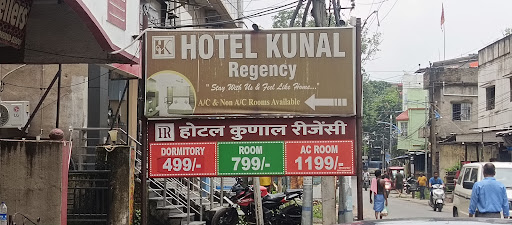 HK HOTEL KUNAL
Regency
"Stay With Us & Feel Like Home..."
A/C & Non A/C Rooms Available
होटल कुणाल रीजेंसी
DORMITORY ROOM AC ROOM
499/- 799/- 1199/-